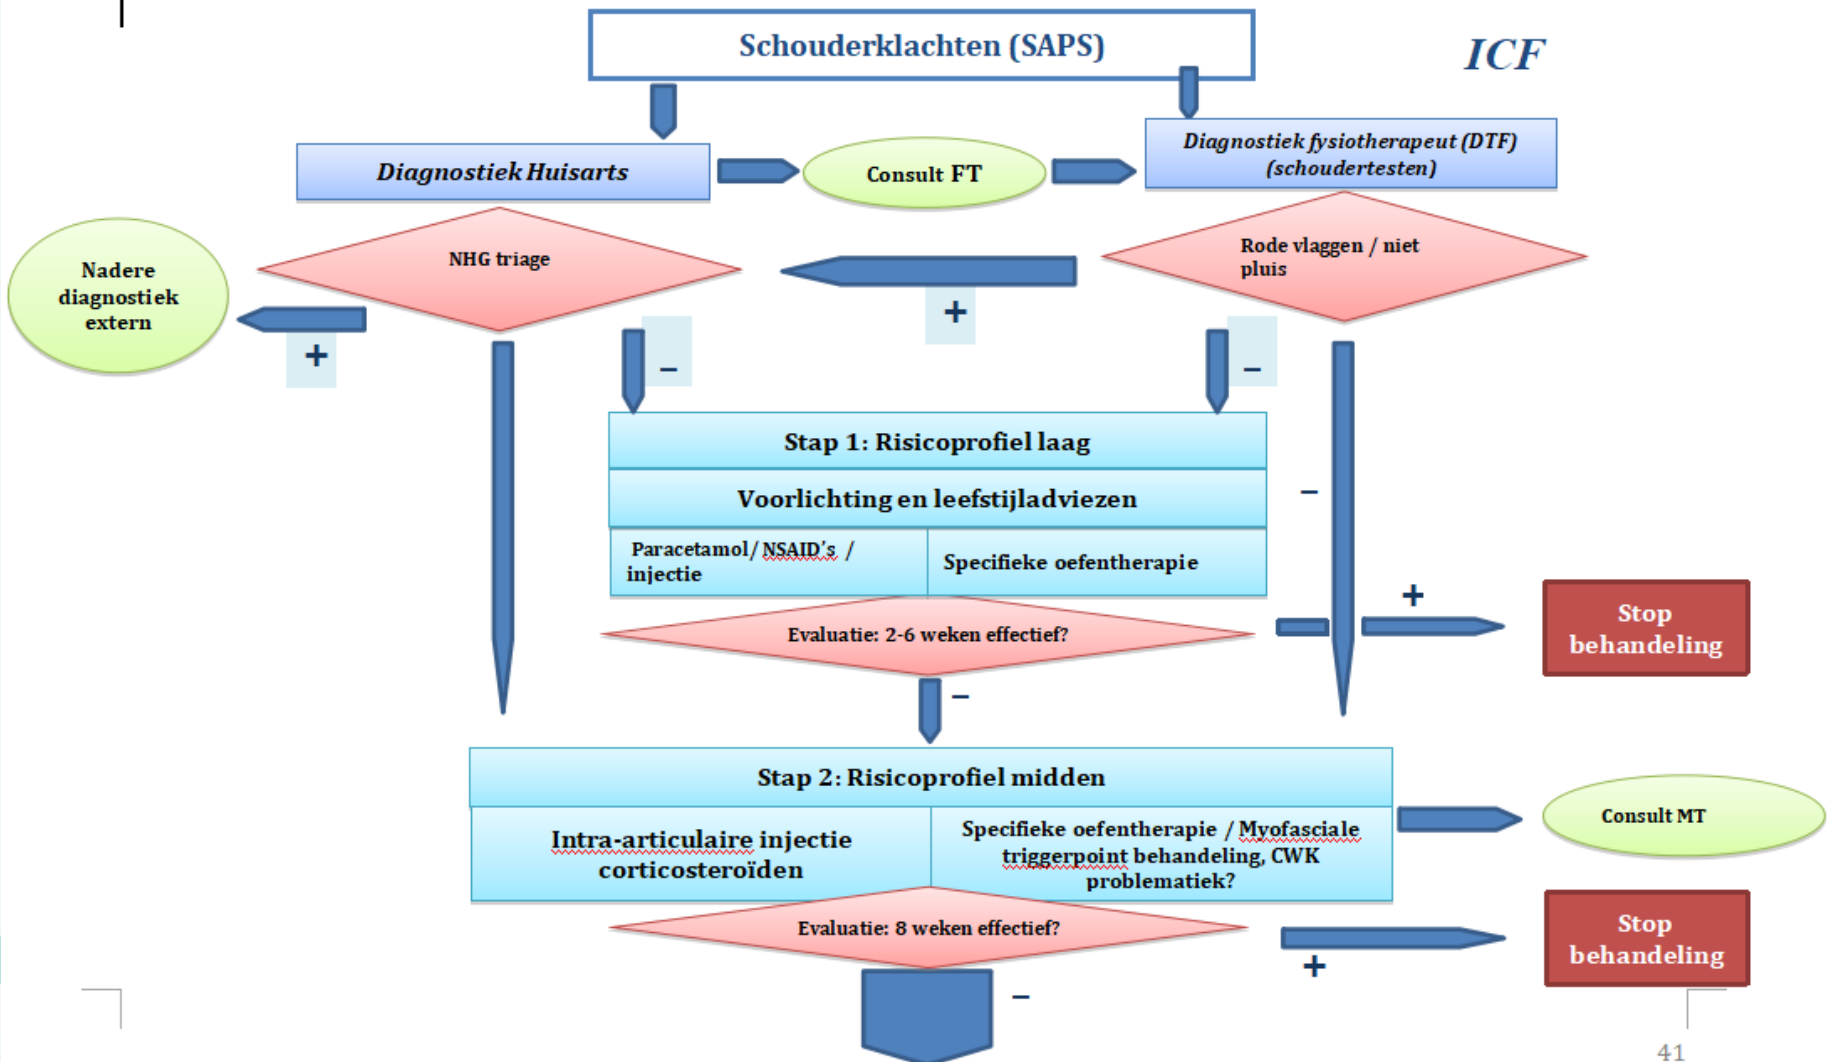 Schouderklachten (SAPS)
ICF
Diagnostiek Huisarts
Consult FT
Diagnostiek fysiotherapeut (DTF)
(schoudertesten)
Nadere
diagnostiek
extern
NHG triage
Rode vlaggen / niet
pluis
+
+
–
–
Stap 1: Risicoprofiel laag
Voorlichting en leefstijladviezen
–
Paracetamol/ NSAID's /
injectie
Specifieke oefentherapie
Evaluatie: 2-6 weken effectief?
+
Stop
behandeling
–
Stap 2: Risicoprofiel midden
Intra-articulaire injectie
corticosteroïden
Specifieke oefentherapie / Myofasciale
triggerpoint behandeling, CWK
problematiek?
Consult MT
Evaluatie: 8 weken effectief?
+
Stop
behandeling
–
41